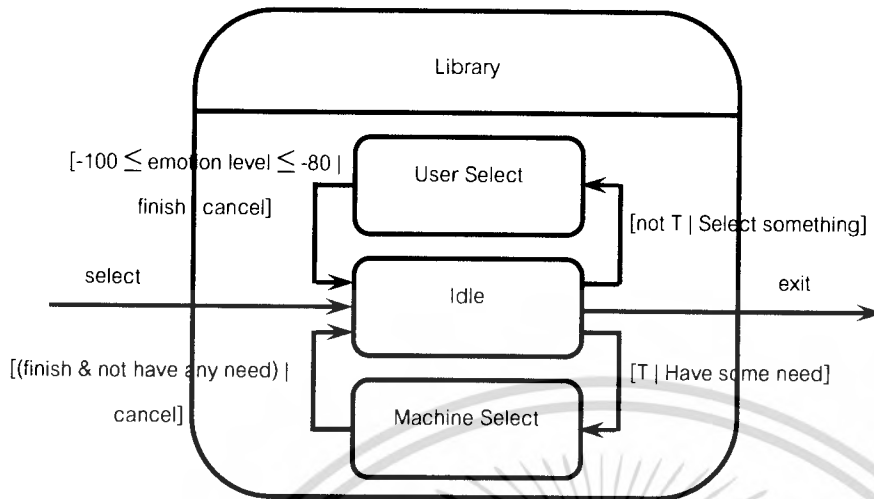 Library
[-100 ≤ emotion level ≤ -80 |
finish | cancel]
User Select
[not T | Select something]
select
Idle
exit
[(finish & not have any need) |
cancel]
[T | Have some need]
Machine Select